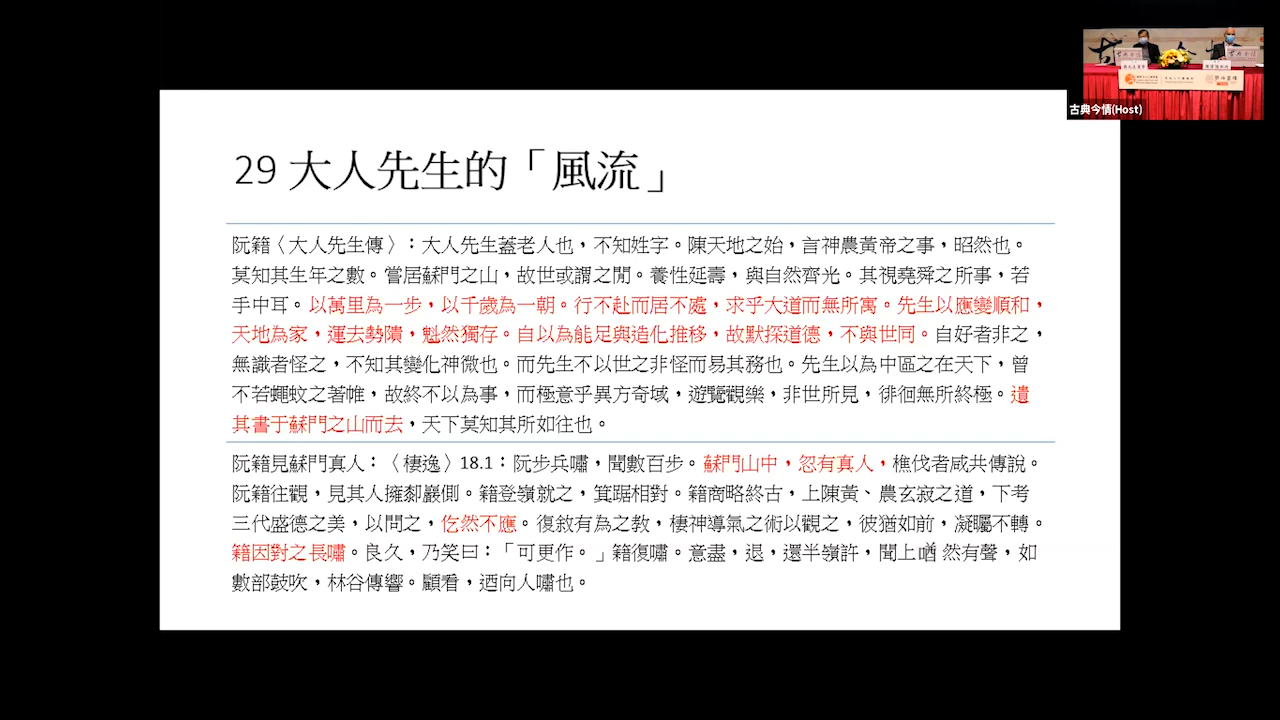 古典今情(Host)
29 大人先生的「風流」
阮籍〈大人先生傳〉：大人先生蓋老人也，不知姓字。陳天地之始，言神農黃帝之事，昭然也。
莫知其生年之數。嘗居蘇門之山，故世或謂之閒。養性延壽，與自然齊光。其視堯舜之所事，若
手中耳。以萬里為一步，以千歲為一朝。行不赴而居不處，求乎大道而無所寓。先生以應變順和，
天地為家，運去勢隤，魁然獨存。自以為能足與造化推移，故默探道德，不與世同。自好者非之，
無識者怪之，不知其變化神微也。而先生不以世之非怪而易其務也。先生以為中區之在天下，曾
不若蠅蚊之著帷，故終不以為事，而極意乎異方奇域，遊覽觀樂，非世所見，徘徊無所終極。遺
其書于蘇門之山而去，天下莫知其所如往也。
阮籍見蘇門真人：〈棲逸〉18.1：阮步兵嘯，聞數百步。蘇門山中，忽有真人，樵伐者咸共傳說。
阮籍往觀，見其人擁厀巖側。籍登嶺就之，箕踞相對。籍商略終古，上陳黃、農玄寂之道，下考
三代盛德之美，以問之，仡然不應。復敘有為之教，棲神導氣之術以觀之，彼猶如前，凝矚不轉。
籍因對之長嘯。良久，乃笑曰：「可更作。」籍復嘯。意盡，退，還半嶺許，聞上㗜 然有聲，如
數部鼓吹，林谷傳響。顧看，迺向人嘯也。